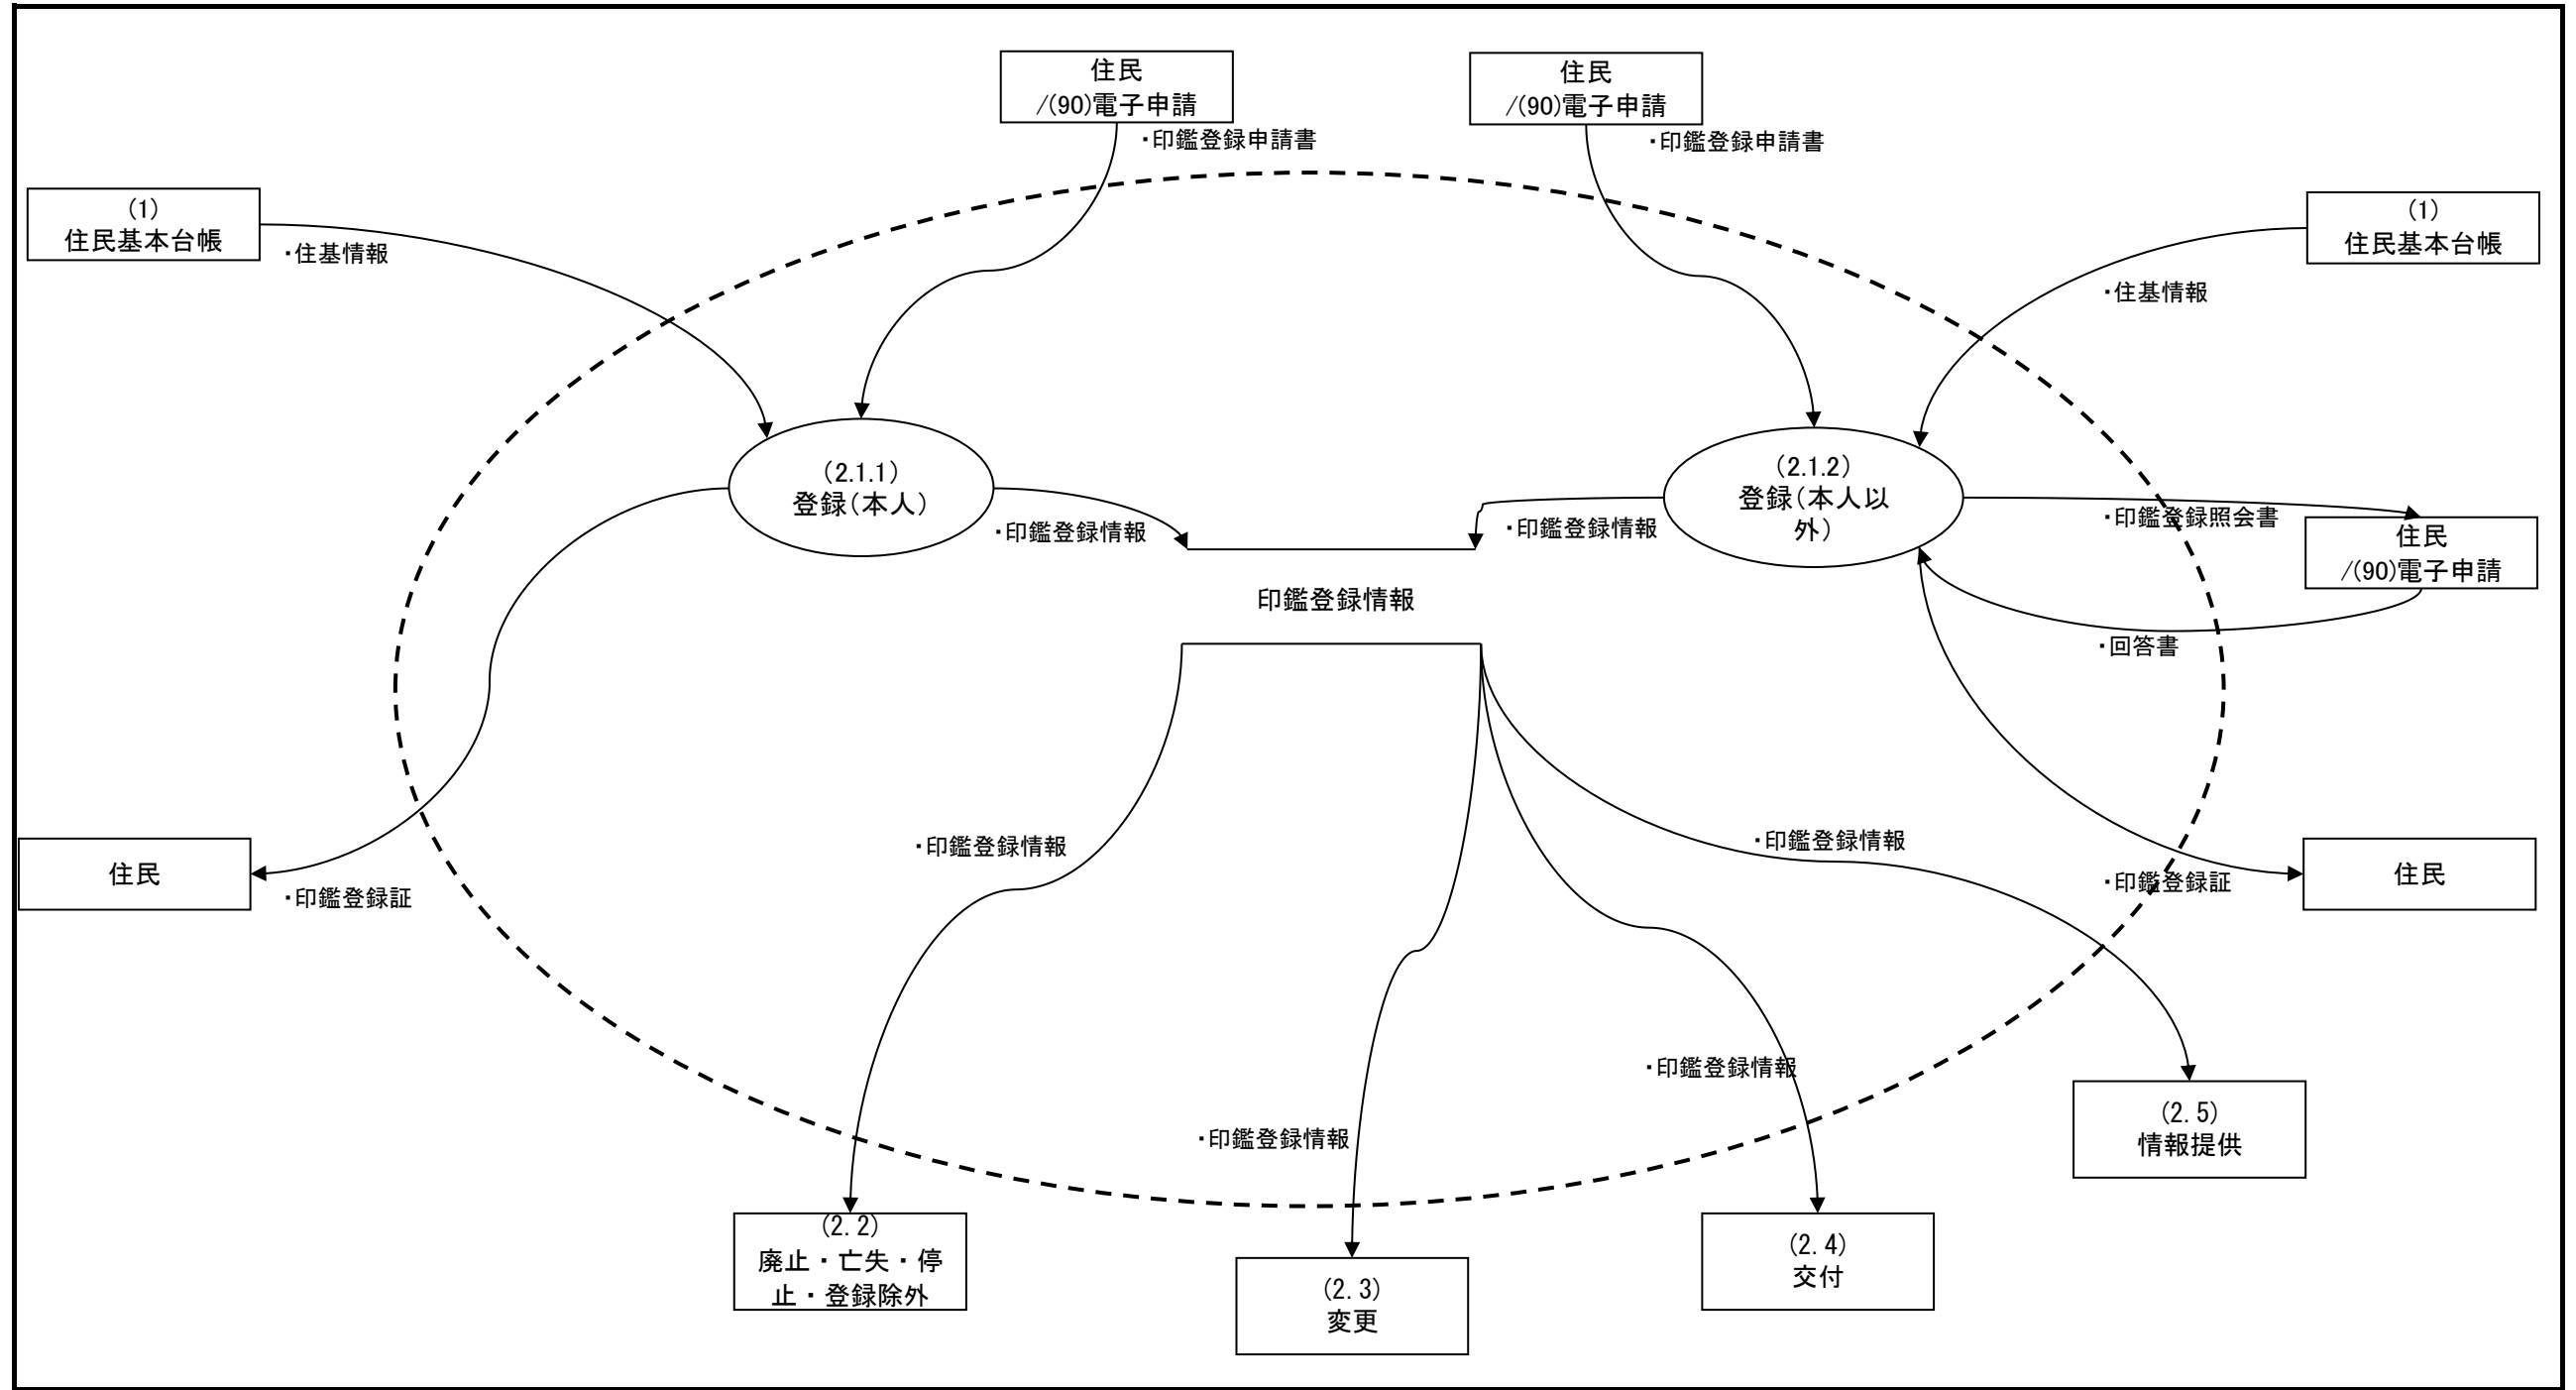 住民
/(90)電子申請
住民
/(90)電子申請
・印鑑登録申請書
・印鑑登録申請書
(1)
住民基本台帳
(1)
住民基本台帳
・住基情報
・住基情報
(2.1.1)
登録(本人)
(2.1.2)
登録(本人以
外)
・印鑑登録情報
・印鑑登録情報
・印鑑登録照会書
住民
/(90)電子申請
印鑑登録情報
・回答書
・印鑑登録情報
・印鑑登録情報
住民
・印鑑登録証
・印鑑登録証
住民
・印鑑登録情報
・印鑑登録情報
(2.5)
情報提供
(2.2)
廃止・亡失・停
止・登録除外
(2.3)
変更
(2.4)
交付